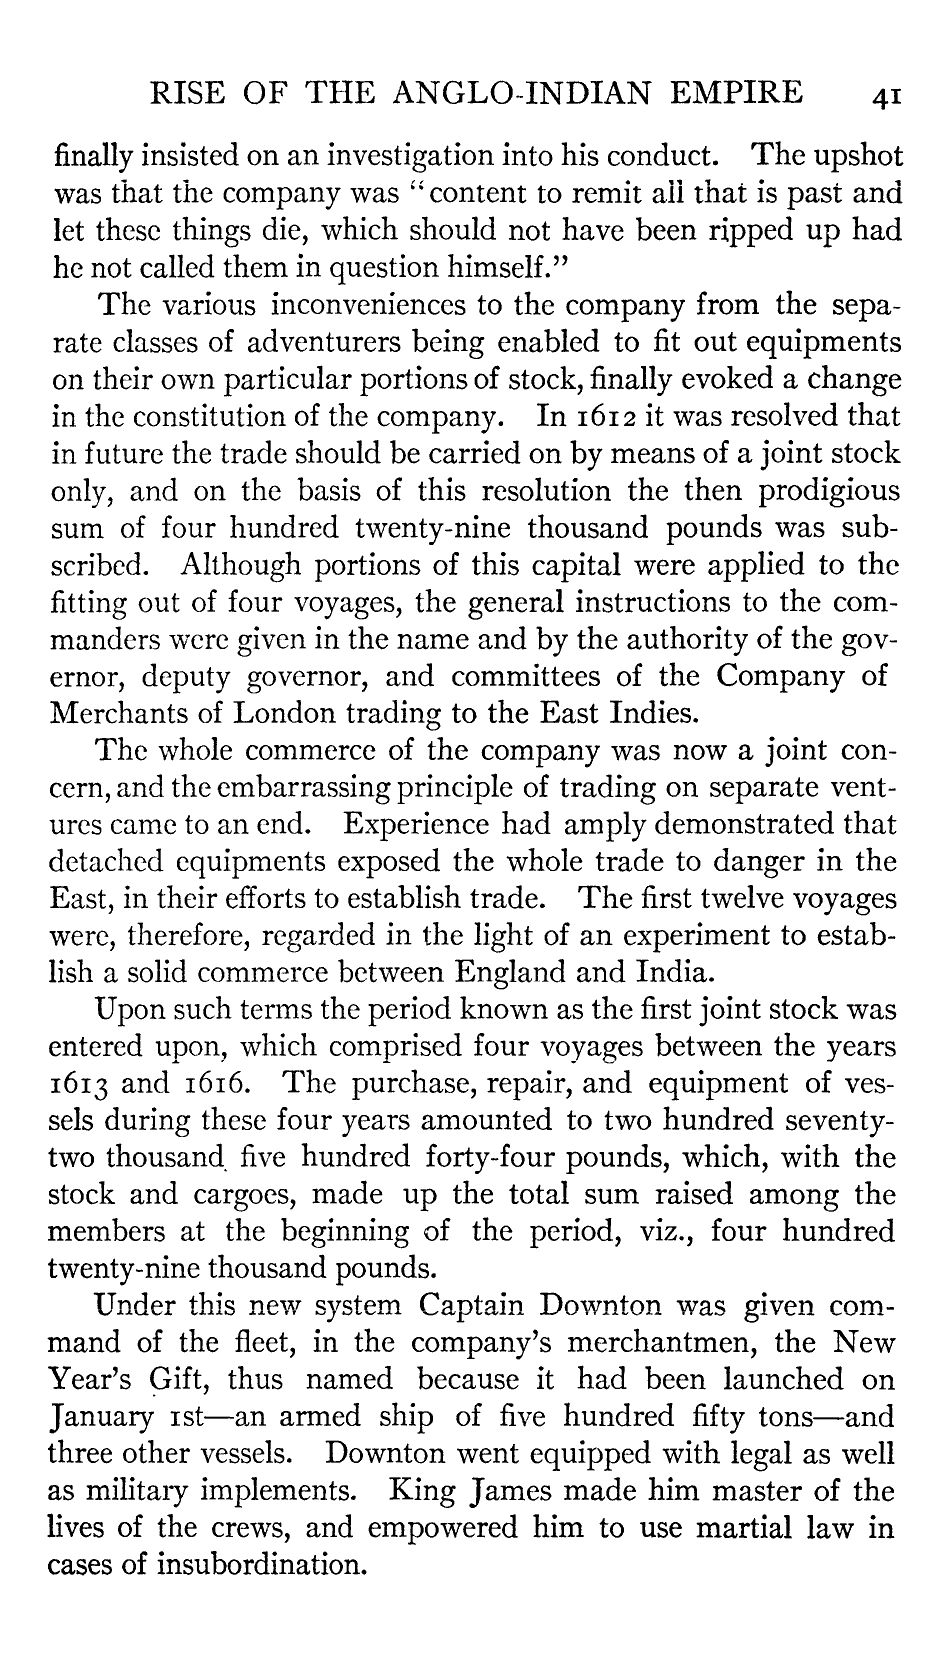 RISE OF THE ANGLO-INDIAN EMPIRE 41
finally insisted on an investigation into his conduct. The upshot
was that the company was “content to remit all that is past and
let these things die, which should not have been ripped up had
he not called them in question himself.”
The various inconveniences to the company from the sepa-
rate classes of adventurers being enabled to fit out equipments
on their own particular portions of stock, finally evoked a change
in the constitution of the company. In 1612 it was resolved that
in future the trade should be carried on by means of a joint stock
only, and on the basis of this resolution the then prodigious
sum of four hundred twenty-nine thousand pounds was sub-
scribed. Although portions of this capital were applied to the
fitting out of four voyages, the general instructions to the com-
manders were given in the name and by the authority of the gov-
ernor, deputy governor, and committees of the Company of
Merchants of London trading to the East Indies.
The whole commerce of the company was now a joint con-
cern, and the embarrassing principle of trading on separate vent-
ures came to an end. Experience had amply demonstrated that
detached equipments exposed the whole trade to danger in the
East, in their efforts to establish trade. The first twelve voyages
were, therefore, regarded in the light of an experiment to estab-
lish a solid commerce between England and India.
Upon such terms the period known as the first joint stock was
entered upon, which comprised four voyages between the years
1613 and 1616. The purchase, repair, and equipment of ves-
sels during these four years amounted to two hundred seventy-
two thousand five hundred forty-four pounds, which, with the
stock and cargoes, made up the total sum raised among the
members at the beginning of the period, viz., four hundred
twenty-nine thousand pounds.
Under this new system Captain Downton was given com-
mand of the fleet, in the company's merchantmen, the New
Year's Gift, thus named because it had been launched on
January 1st—an armed ship of five hundred fifty tons—and
three other vessels. Downton went equipped with legal as well
as military implements. King James made him master of the
lives of the crews, and empowered him to use martial law in
cases of insubordination.